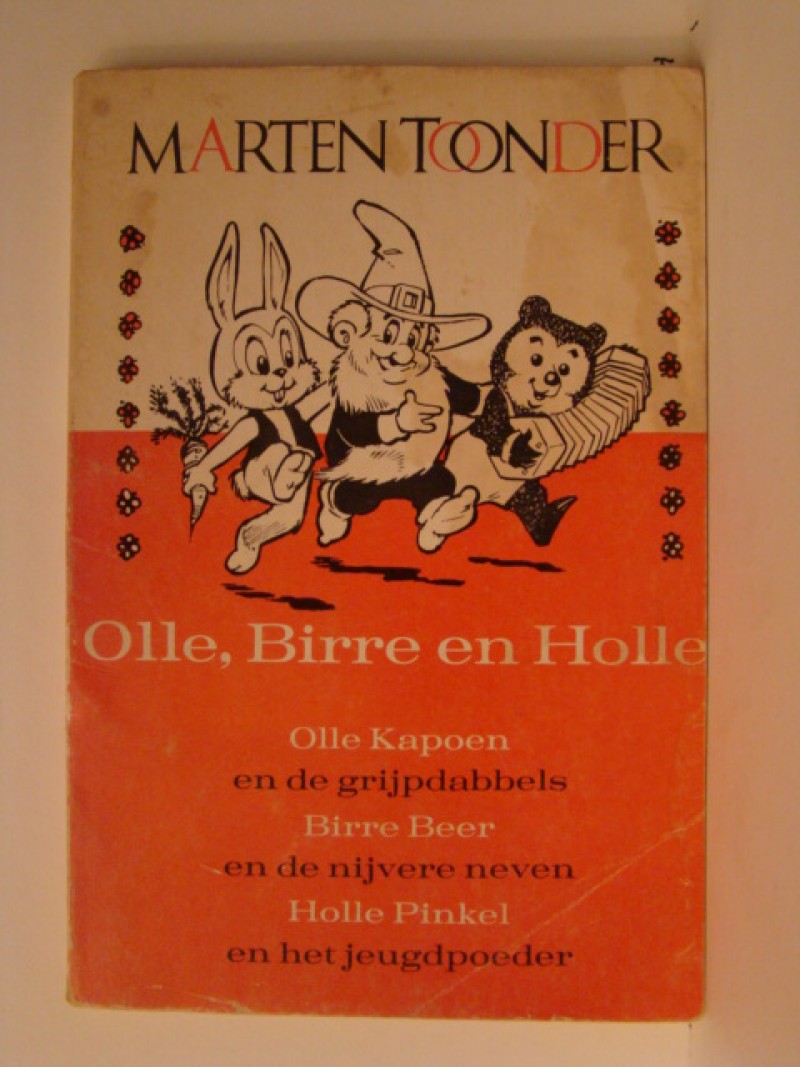 MARTEN TOONDER
Olle, Birre en Holle
Olle Kapoen
en de grijpdabbels
Birre Beer
en de nijvere neven
Holle Pinkel
en het jeugdpoeder